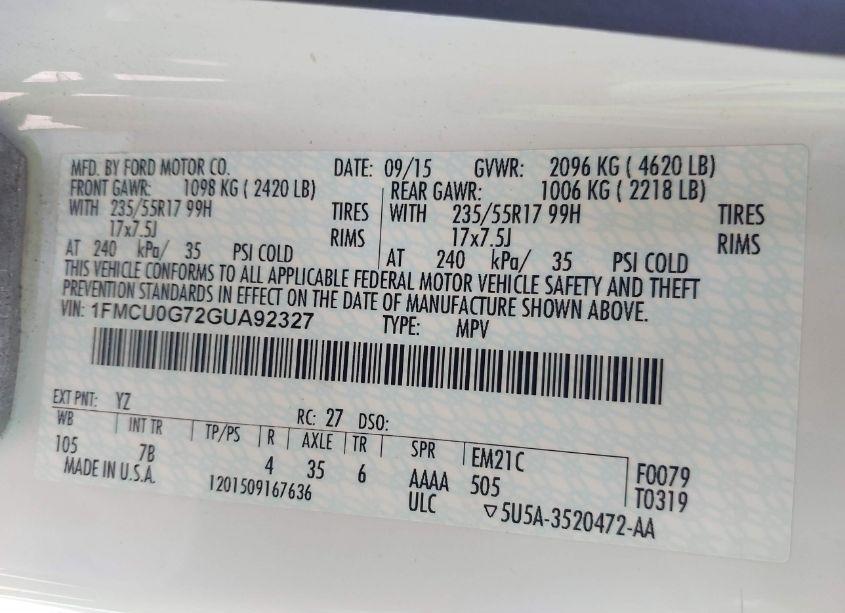 MFD. BY FORD MOTOR CO. DATE: 09/15 GVWR: 2096 KG ( 4620 LB)
FRONT GAWR: 1098 KG ( 2420 LB) REAR GAWR: 1006 KG ( 2218 LB)
WITH 235/55R17 99H TIRES WITH 235/55R17 99H TIRES
17x7.5J RIMS 17x7.5J RIMS
AT 240 kPa/ 35 PSI COLD AT 240 kPa/ 35 PSI COLD
THIS VEHICLE CONFORMS TO ALL APPLICABLE FEDERAL MOTOR VEHICLE SAFETY AND THEFT
PREVENTION STANDARDS IN EFFECT ON THE DATE OF MANUFACTURE SHOWN ABOVE.
VIN: 1FMCU0G72GUA92327 TYPE: MPV
EXT PNT: YZ RC: 27 DSO:
WB INT TR TP/PS R AXLE TR SPR EM21C F0079
105 7B 4 35 6 AAAA 505 T0319
MADE IN U.S.A. 1201509167636 ULC ▽5U5A-3520472-AA